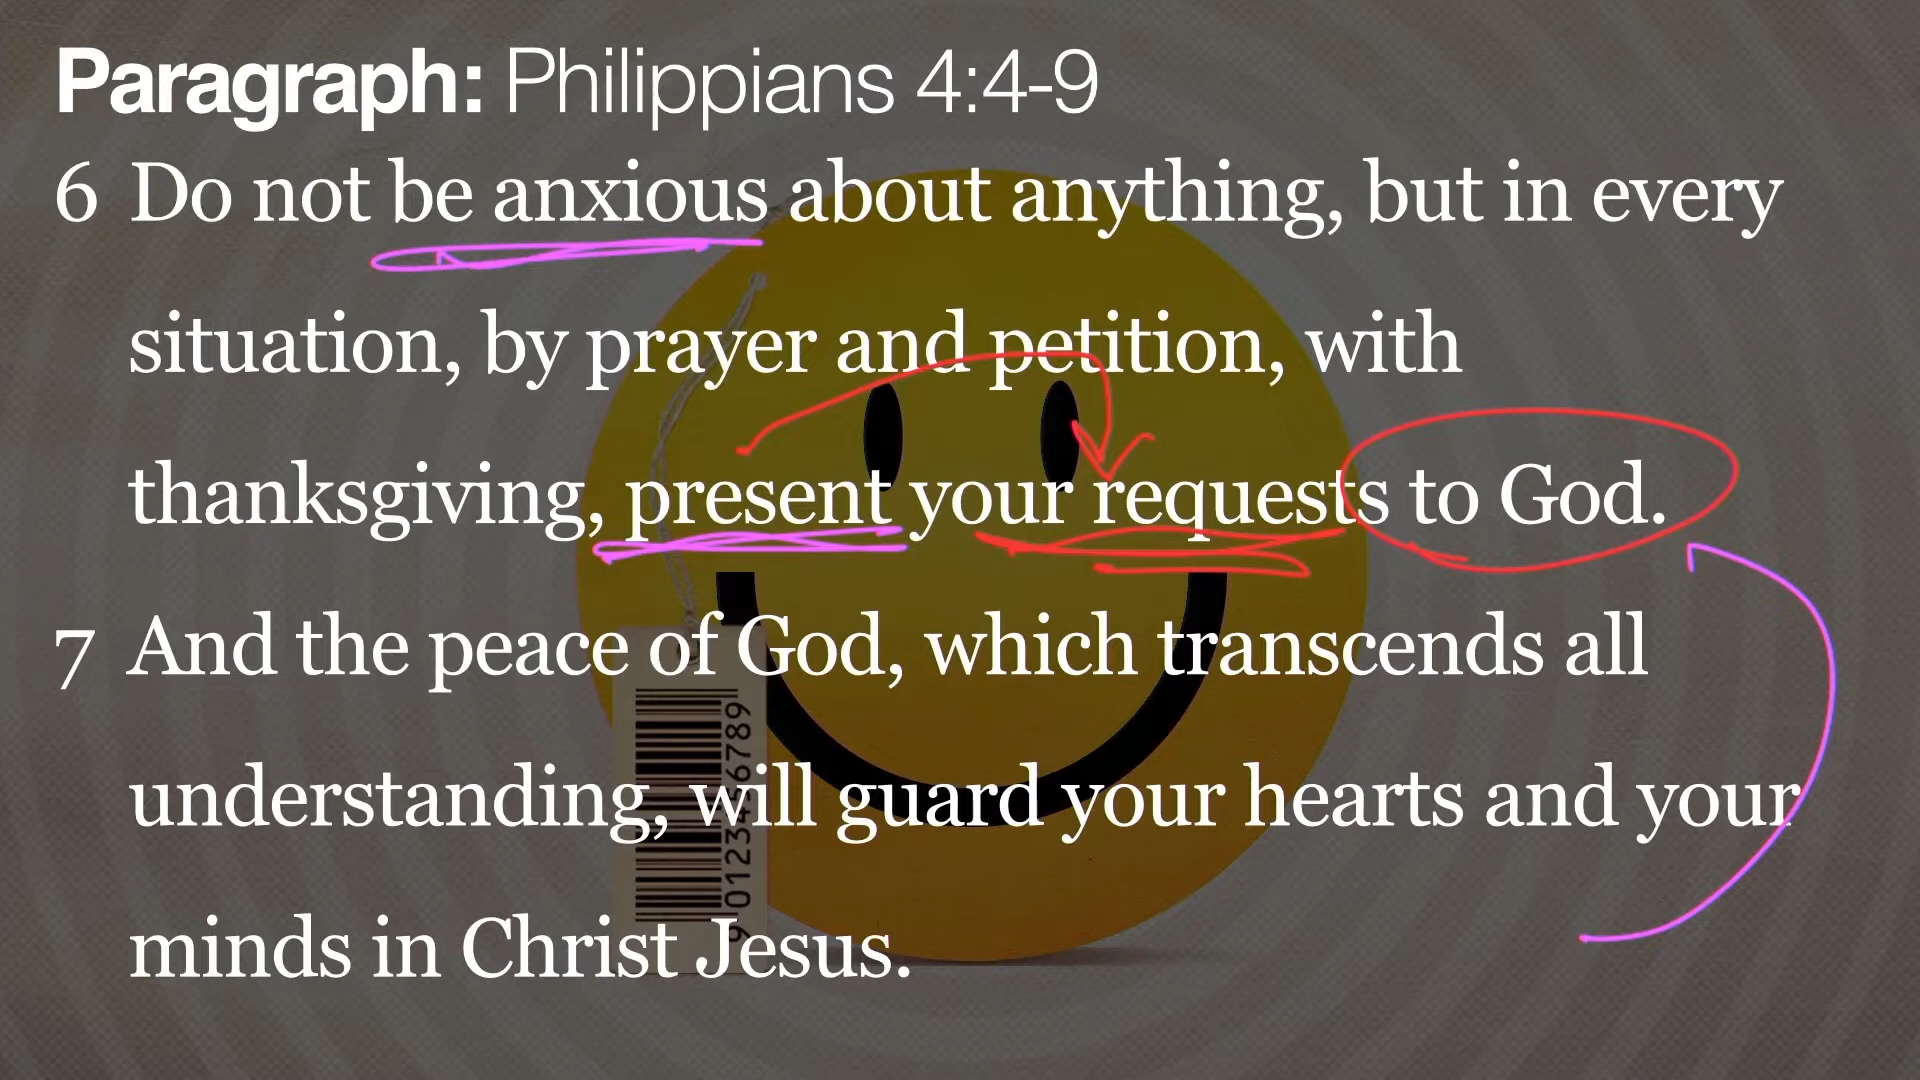 Paragraph: Philippians 4:4-9
6 Do not be anxious about anything, but in every
situation, by prayer and petition, with
thanksgiving, present your requests to God.
7 And the peace of God, which transcends all
understanding, will guard your hearts and your
minds in Christ Jesus.
9 0123456789